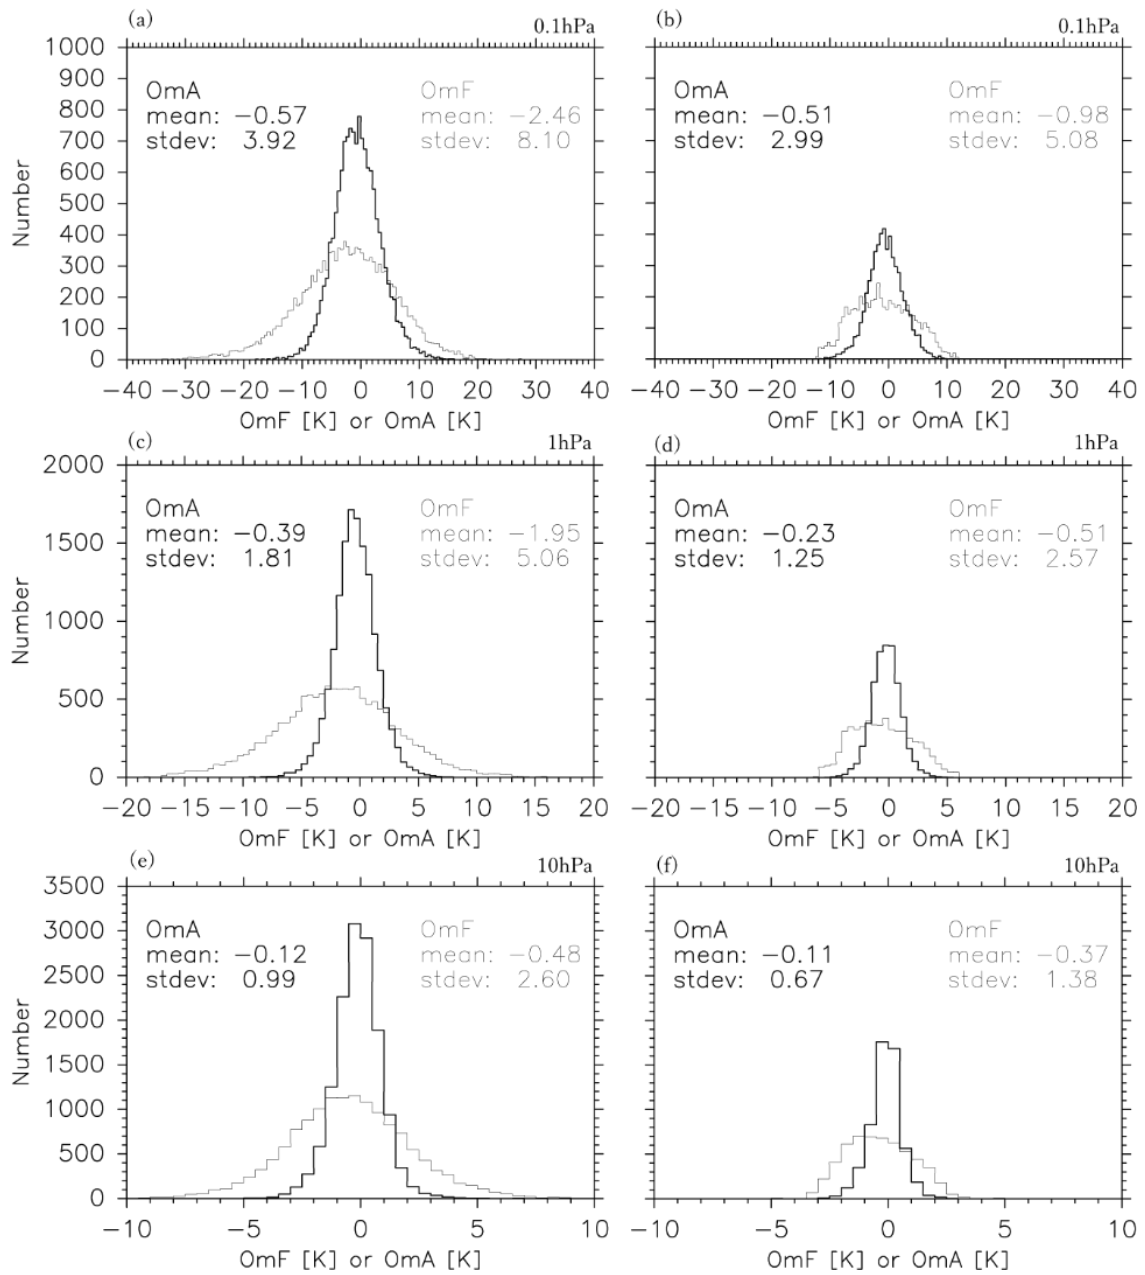 (a) 0.1hPa
1000
900
800
700
600
500
400
300
200
100
0
Number
OmA OmF
mean: −0.57 mean: −2.46
stdev: 3.92 stdev: 8.10
−40 −30 −20 −10 0 10 20 30 40
OmF [K] or OmA [K]
(b) 0.1hPa
OmA OmF
mean: −0.51 mean: −0.98
stdev: 2.99 stdev: 5.08
−40 −30 −20 −10 0 10 20 30 40
OmF [K] or OmA [K]
(c) 1hPa
2000
1500
1000
500
0
Number
OmA OmF
mean: −0.39 mean: −1.95
stdev: 1.81 stdev: 5.06
−20 −15 −10 −5 0 5 10 15 20
OmF [K] or OmA [K]
(d) 1hPa
OmA OmF
mean: −0.23 mean: −0.51
stdev: 1.25 stdev: 2.57
−20 −15 −10 −5 0 5 10 15 20
OmF [K] or OmA [K]
(e) 10hPa
3500
3000
2500
2000
1500
1000
500
0
Number
OmA OmF
mean: −0.12 mean: −0.48
stdev: 0.99 stdev: 2.60
−10 −5 0 5 10
OmF [K] or OmA [K]
(f) 10hPa
OmA OmF
mean: −0.11 mean: −0.37
stdev: 0.67 stdev: 1.38
−10 −5 0 5 10
OmF [K] or OmA [K]